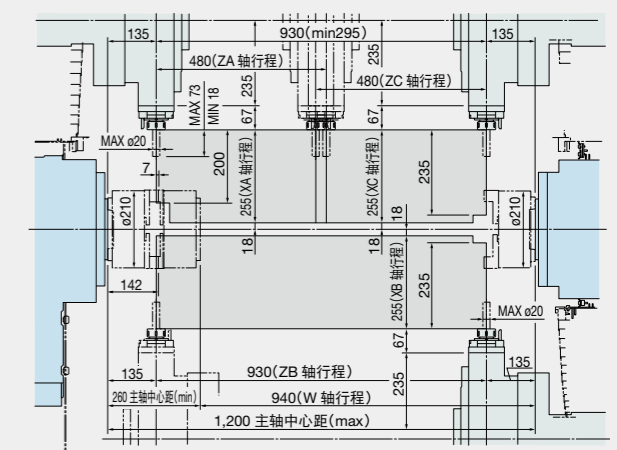 135
930(min295)
135
480(ZA 轴行程)
235
235
480(ZC 轴行程)
MAX 73
MIN 18
67
67
MAX ø20
7
200
255(XA 轴行程)
255(XC 轴行程)
235
ø210
ø210
18
18
18
142
255(XB 轴行程)
235
MAX ø20
67
135
930(ZB 轴行程)
135
235
260 主轴中心距(min)
940(W 轴行程)
1,200 主轴中心距(max)